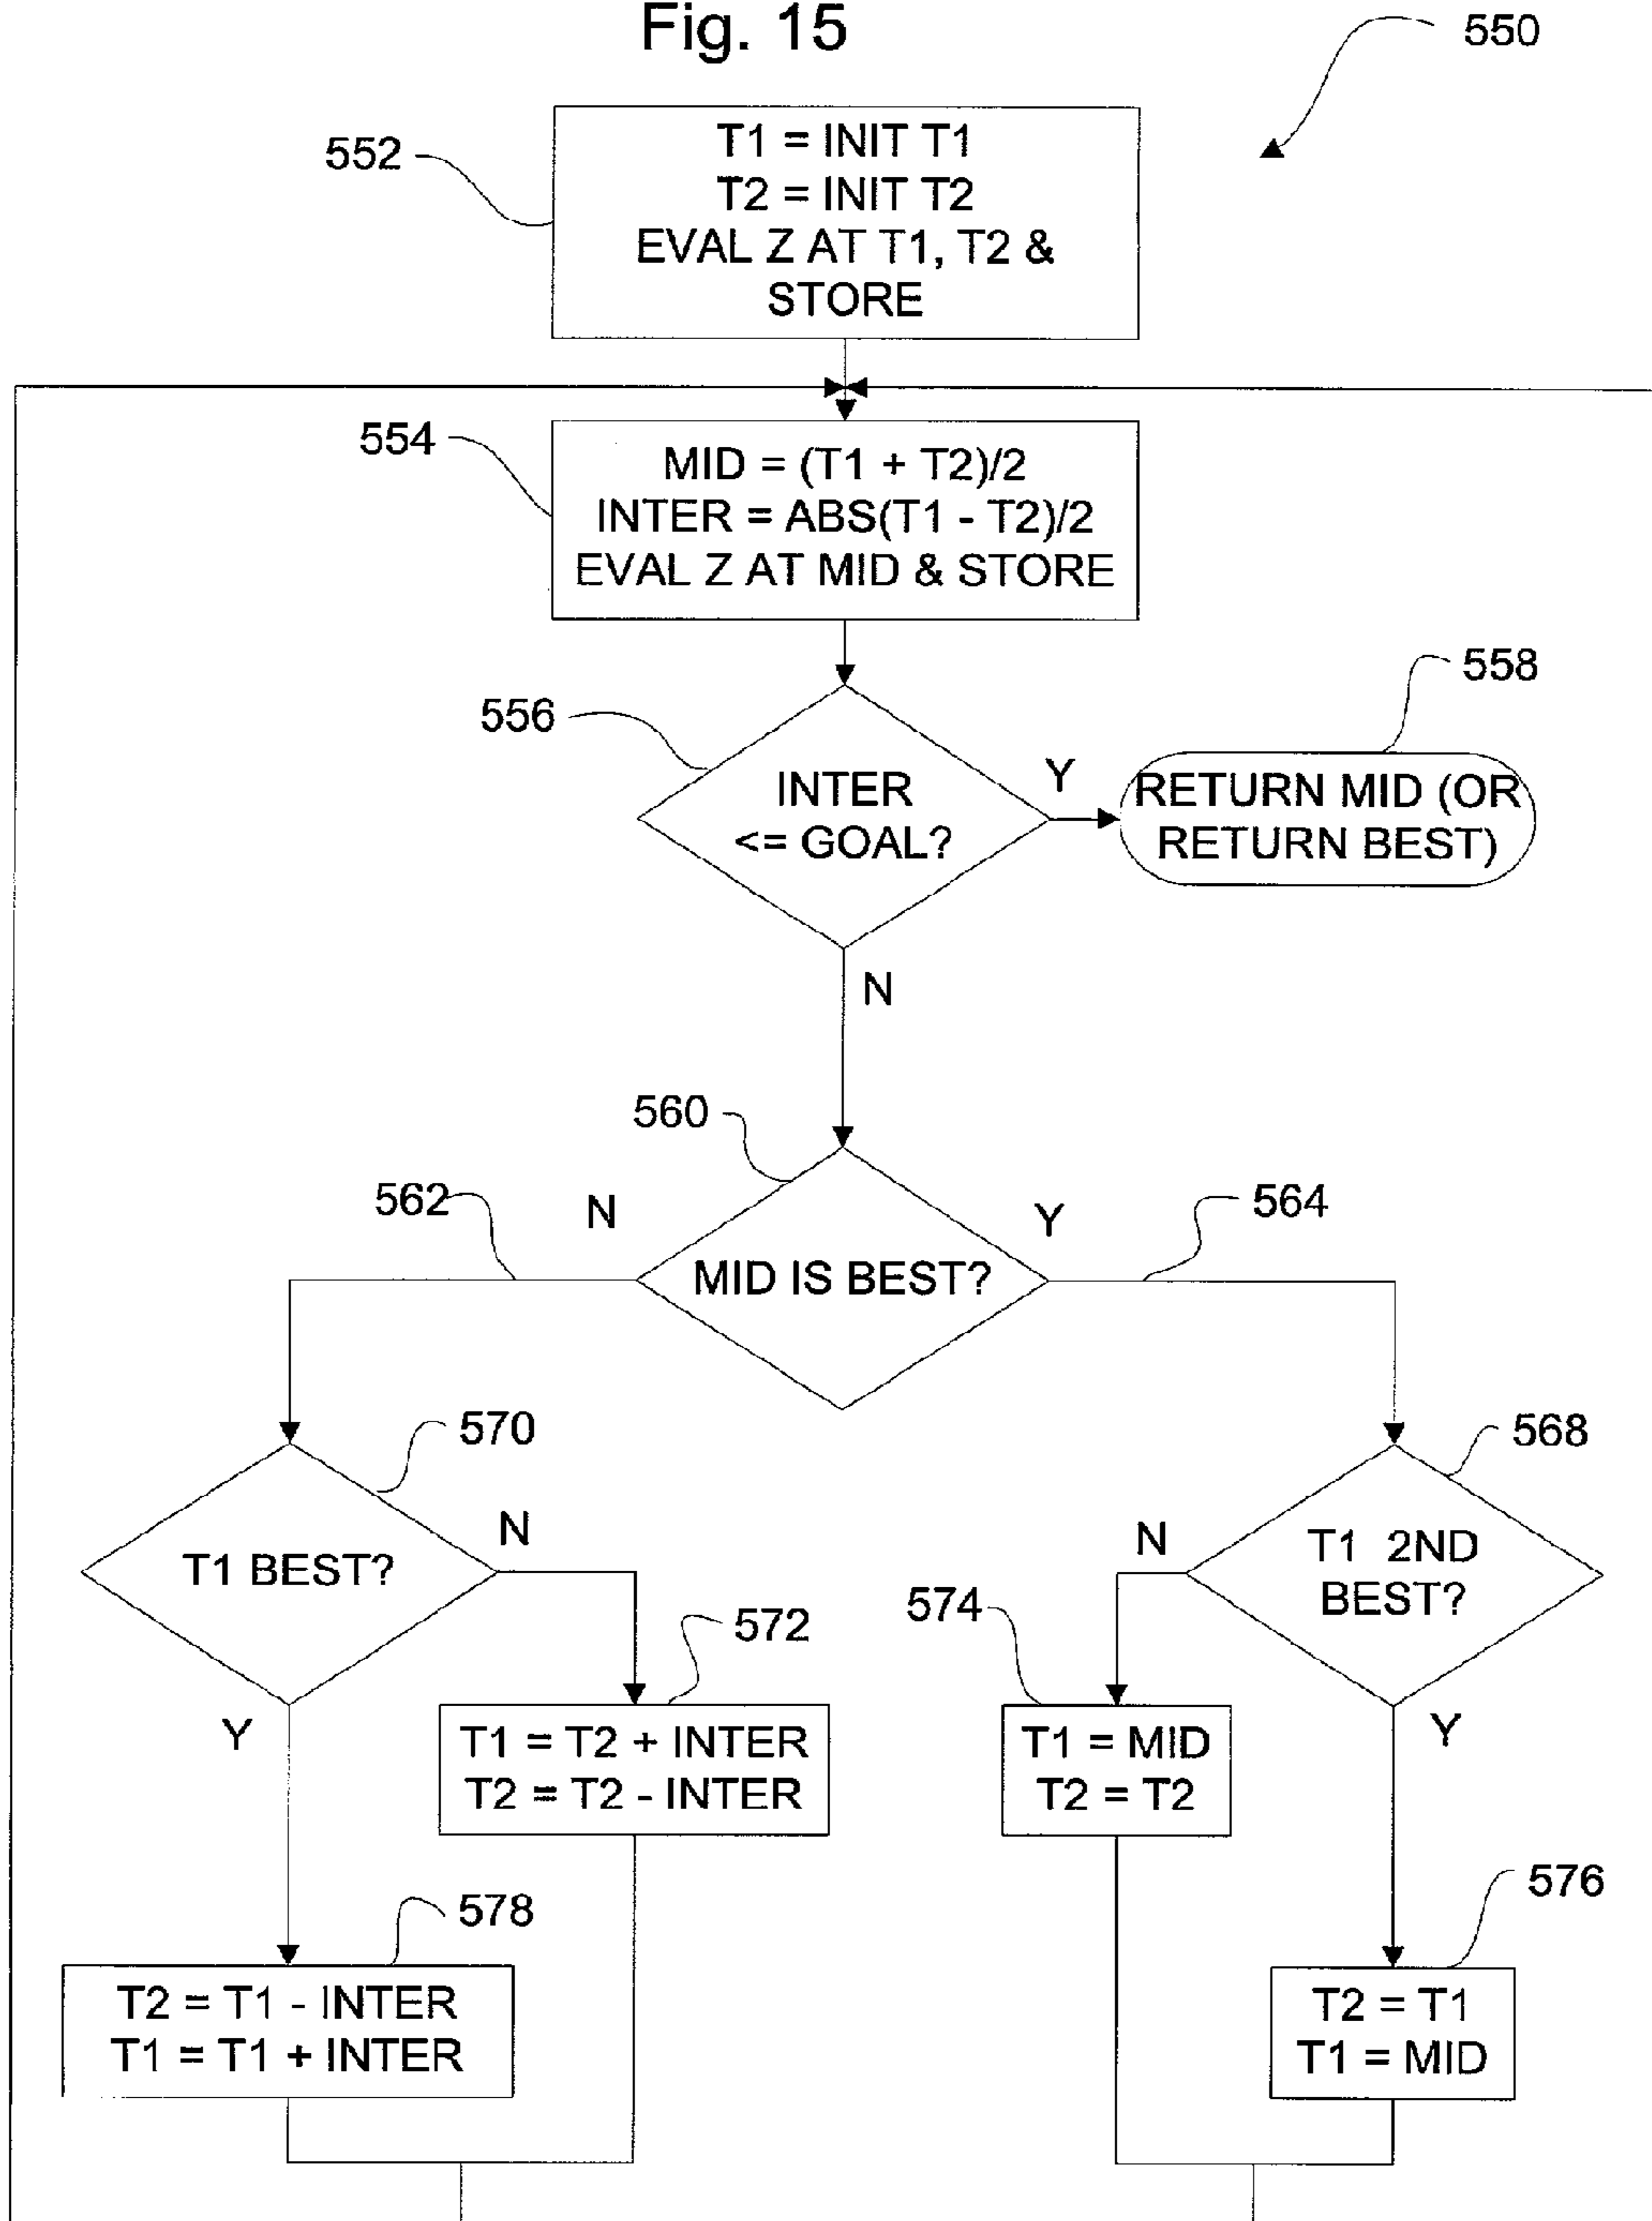 Fig. 15
550
552
T1 = INIT T1
T2 = INIT T2
EVAL Z AT T1, T2 &
STORE
554
MID = (T1 + T2)/2
INTER = ABS(T1 - T2)/2
EVAL Z AT MID & STORE
556
558
INTER
<= GOAL?
Y
RETURN MID (OR
RETURN BEST)
N
560
562
N
Y
564
MID IS BEST?
570
568
T1 BEST?
N
N
T1 2ND
BEST?
572
574
Y
T1 = T2 + INTER
T2 = T2 - INTER
T1 = MID
T2 = T2
Y
578
576
T2 = T1 - INTER
T1 = T1 + INTER
T2 = T1
T1 = MID